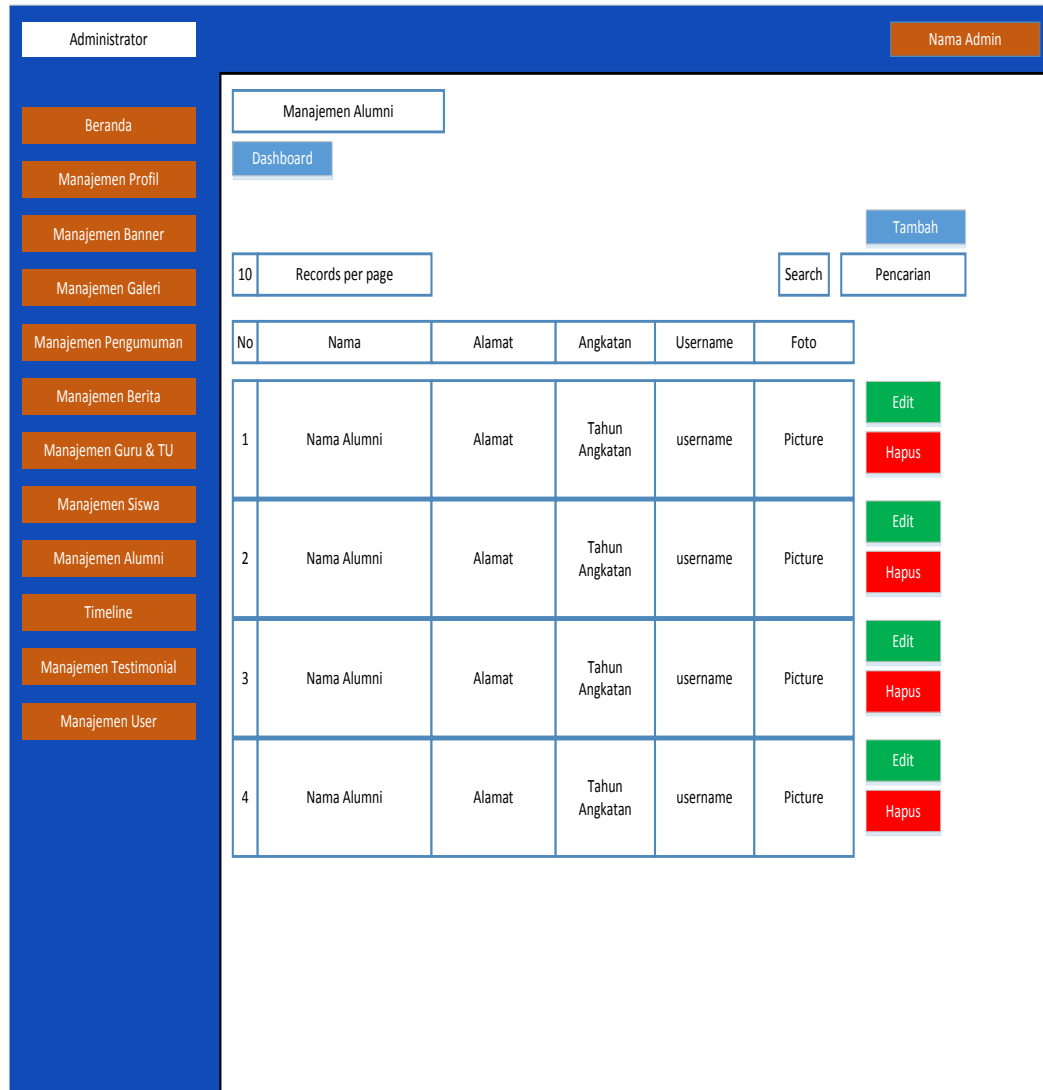 Administrator
Nama Admin
Beranda
Manajemen Profil
Manajemen Banner
Manajemen Galeri
Manajemen Pengumuman
Manajemen Berita
Manajemen Guru & TU
Manajemen Siswa
Manajemen Alumni
Timeline
Manajemen Testimonial
Manajemen User
Manajemen Alumni
Dashboard
Tambah
10 Records per page Search Pencarian
No Nama Alamat Angkatan Username Foto
1 Nama Alumni Alamat Tahun
Angkatan username Picture
Edit
Hapus
2 Nama Alumni Alamat Tahun
Angkatan username Picture
Edit
Hapus
3 Nama Alumni Alamat Tahun
Angkatan username Picture
Edit
Hapus
4 Nama Alumni Alamat Tahun
Angkatan username Picture
Edit
Hapus